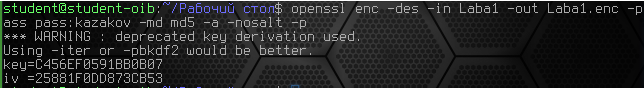 student@student-oib:~/Рабочий стол$ openssl enc -des -in Laba1 -out Laba1.enc -p
ass pass:kazakov -md md5 -a -nosalt -p
*** WARNING : deprecated key derivation used.
Using -iter or -pbkdf2 would be better.
key=C456EF0591BB0B07
iv =25881F0DD873CB53